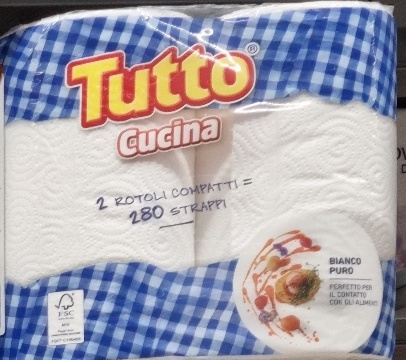 Tutto®
Cucina
2 ROTOLI COMPATTI =
280 STRAPPI
BIANCO
PURO
PERFETTO PER
IL CONTATTO
CON GLI ALIMENTI
FSC